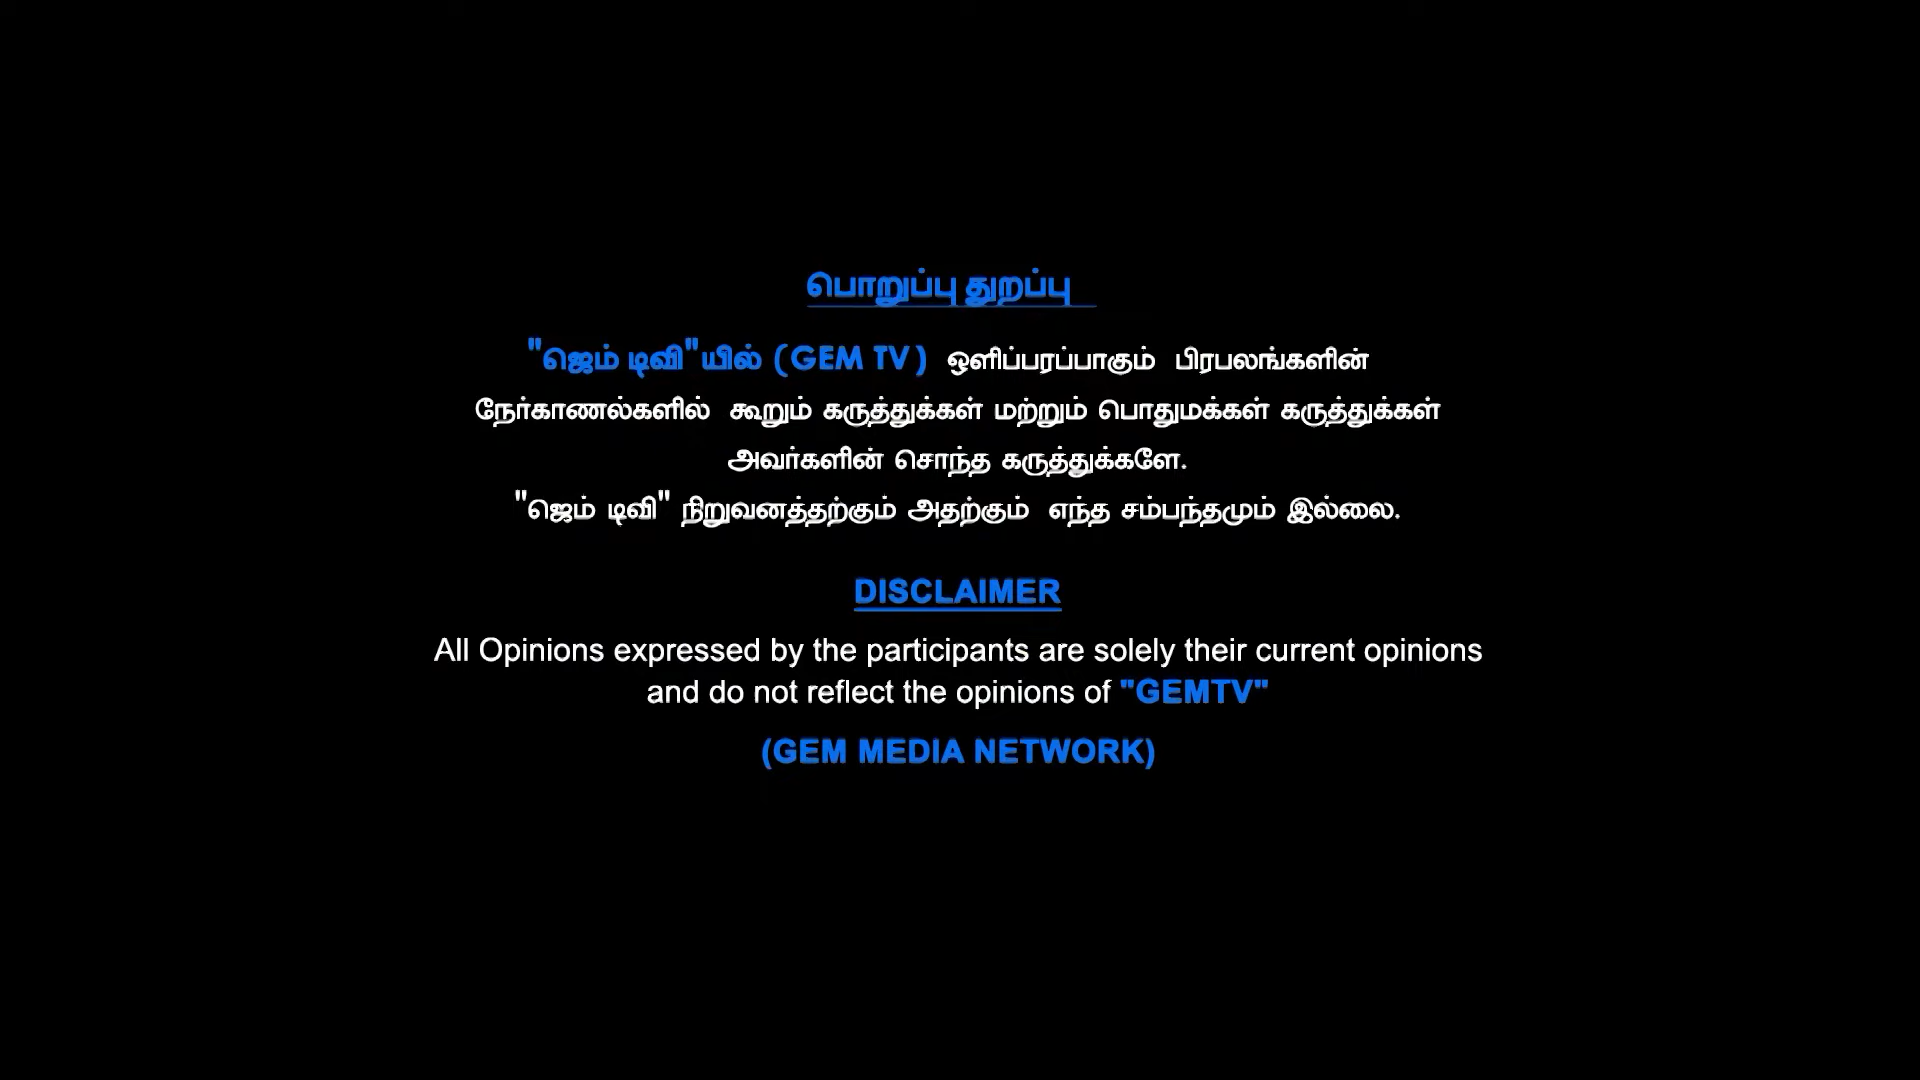 பொறுப்பு துறப்பு
"ஜெம் டிவி"யில் (GEM TV) ஒளிப்பரப்பாகும் பிரபலங்களின்
நேர்காணல்களில் கூறும் கருத்துக்கள் மற்றும் பொதுமக்கள் கருத்துக்கள்
அவர்களின் சொந்த கருத்துக்களே.
"ஜெம் டிவி" நிறுவனத்தற்கும் அதற்கும் எந்த சம்பந்தமும் இல்லை.
DISCLAIMER
All Opinions expressed by the participants are solely their current opinions
and do not reflect the opinions of "GEMTV"
(GEM MEDIA NETWORK)